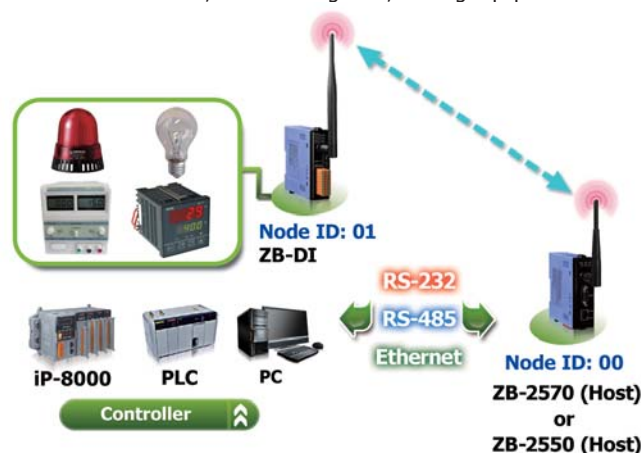 Node ID: 01
ZB-DI
RS-232
RS-485
Ethernet
iP-8000
PLC
PC
Controller
Node ID: 00
ZB-2570 (Host)
or
ZB-2550 (Host)